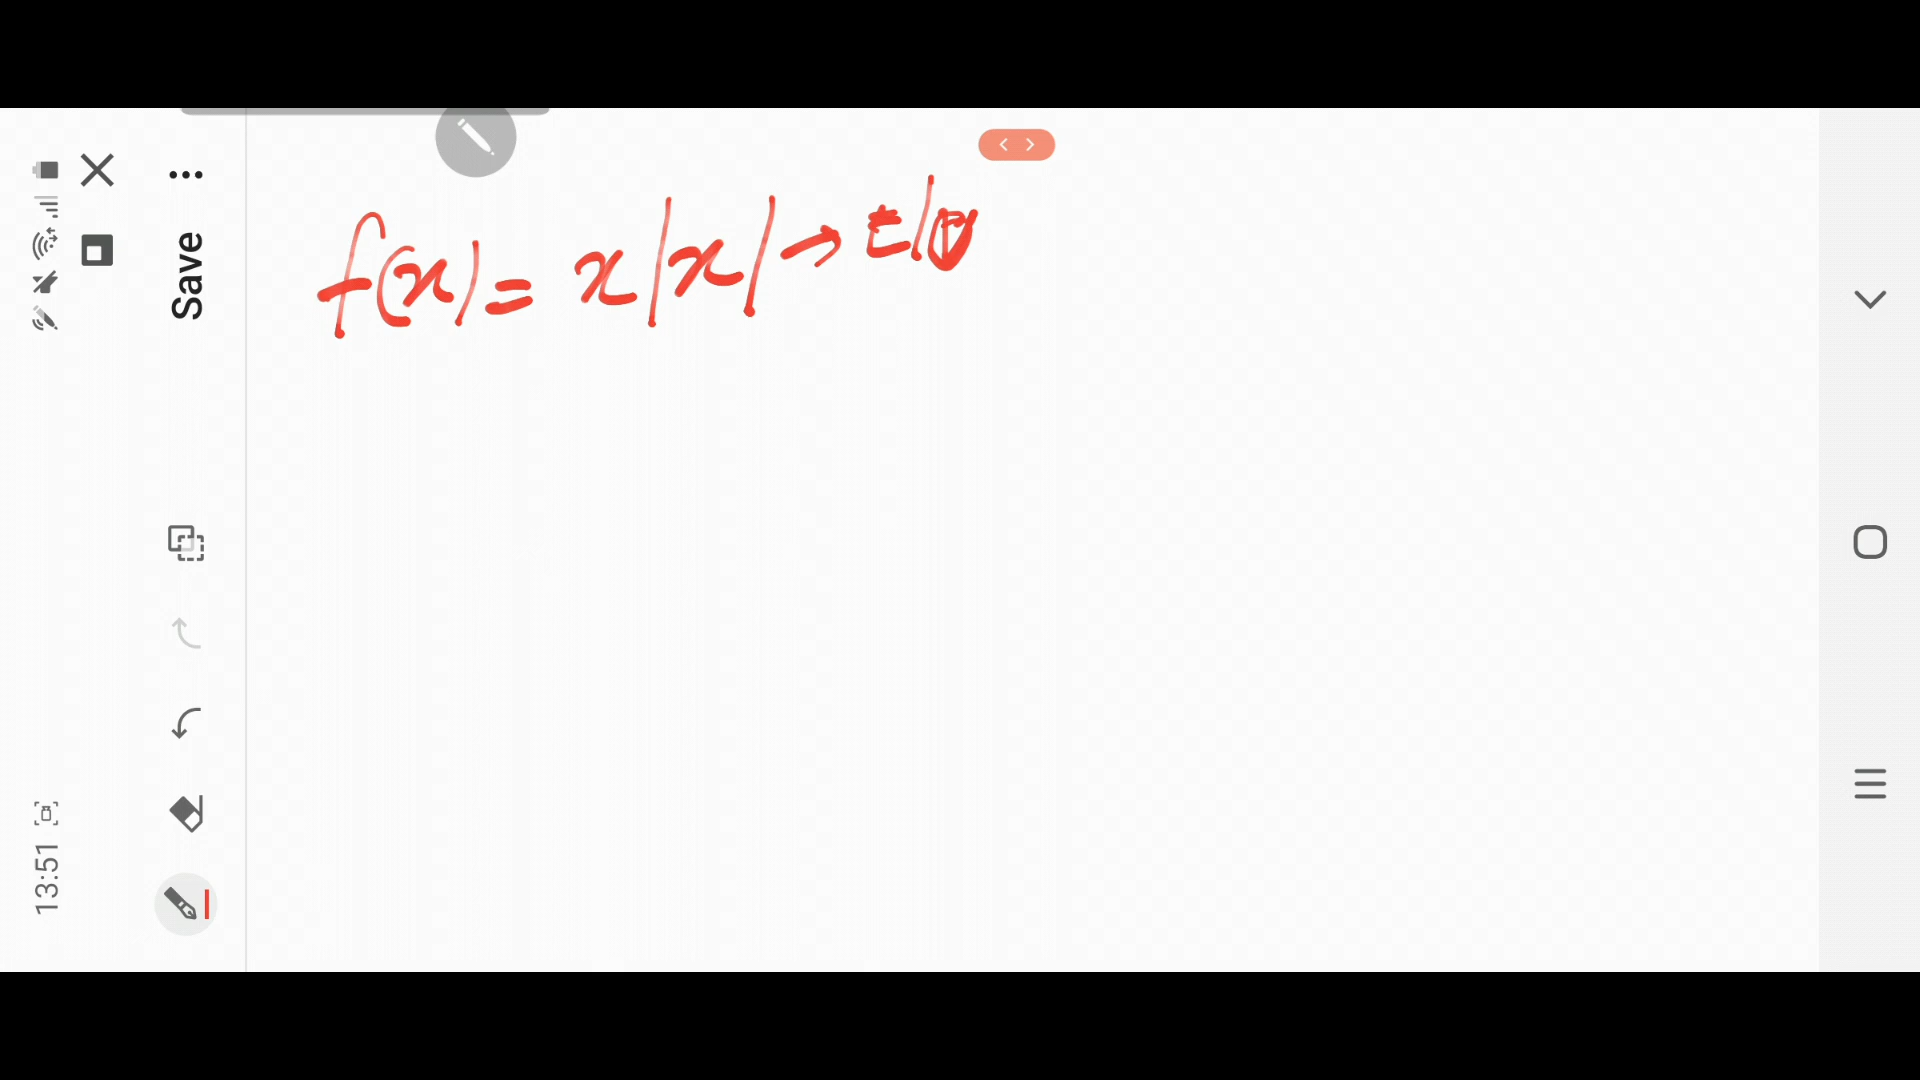 f(x) = x|x| → E/O
Save
13:51